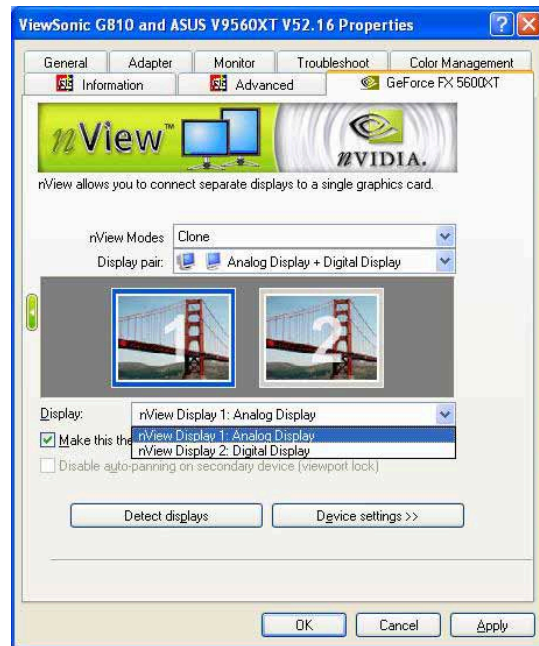 ViewSonic G810 and ASUS V9560XT V52.16 Properties
General Adapter Monitor Troubleshoot Color Management
Information Advanced GeForce FX 5600XT
nView™ NVIDIA.
nView allows you to connect separate displays to a single graphics card.
nView Modes Clone
Display pair: Analog Display + Digital Display
1 2
Display: nView Display 1: Analog Display
nView Display 1: Analog Display
Make this the
nView Display 2: Digital Display
Disable auto-panning on secondary device (viewport lock)
Detect displays Device settings >>
OK Cancel Apply